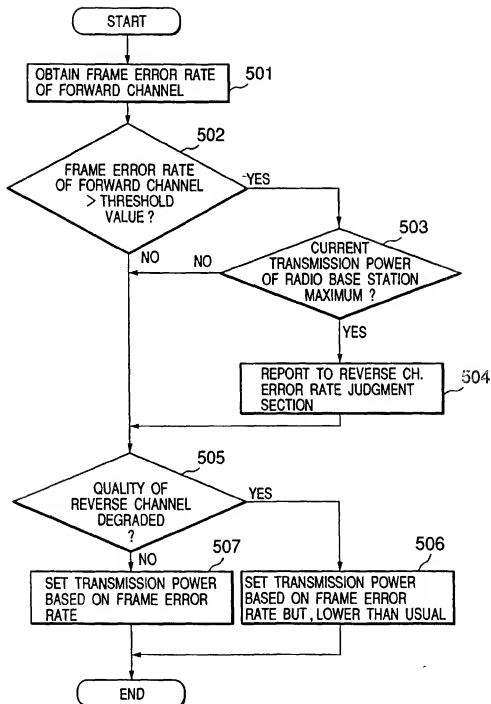 START
OBTAIN FRAME ERROR RATE
OF FORWARD CHANNEL
501
502
FRAME ERROR RATE
OF FORWARD CHANNEL
> THRESHOLD
VALUE ?
YES
NO
503
CURRENT
TRANSMISSION POWER
OF RADIO BASE STATION
MAXIMUM ?
NO
YES
REPORT TO REVERSE CH.
ERROR RATE JUDGMENT
SECTION
504
505
QUALITY OF
REVERSE CHANNEL
DEGRADED
?
YES
NO
507
SET TRANSMISSION POWER
BASED ON FRAME ERROR
RATE
506
SET TRANSMISSION POWER
BASED ON FRAME ERROR
RATE BUT, LOWER THAN USUAL
END